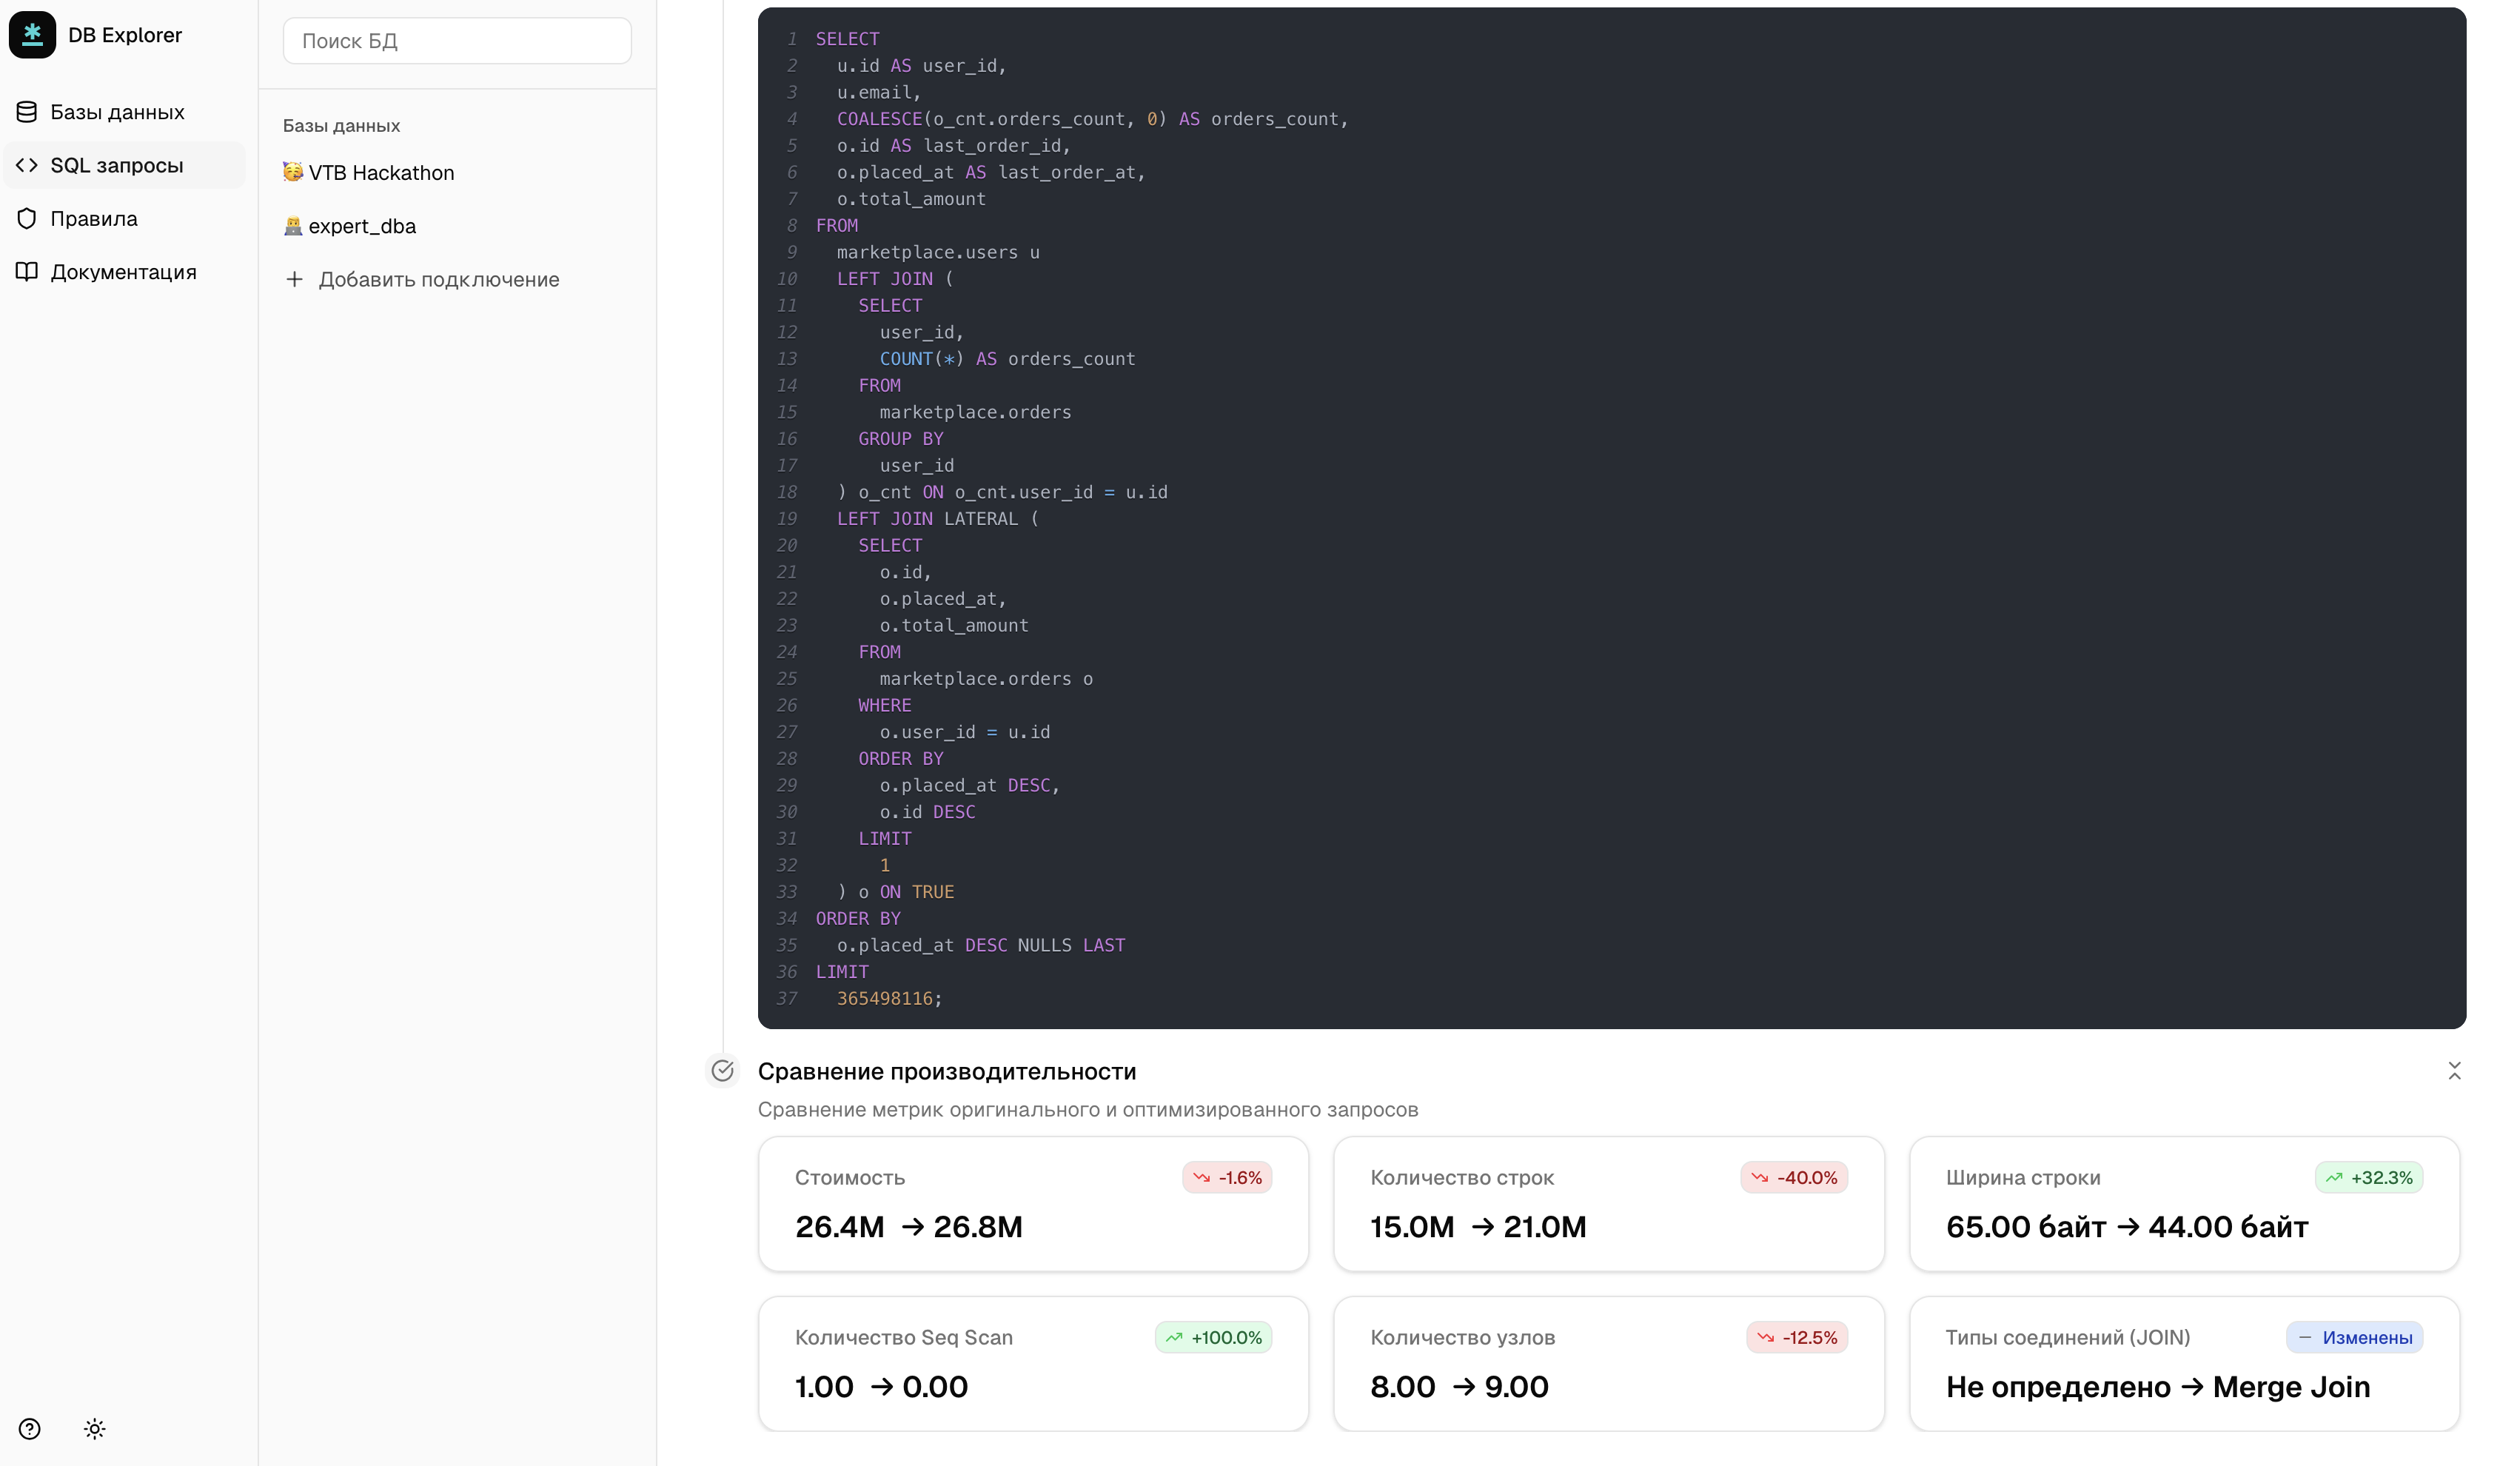 DB Explorer
Базы данных
SQL запросы
Правила
Документация
Поиск БД
Базы данных
🥳 VTB Hackathon
👨‍💻 expert_dba
+ Добавить подключение
1 SELECT
2 u.id AS user_id,
3 u.email,
4 COALESCE(o_cnt.orders_count, 0) AS orders_count,
5 o.id AS last_order_id,
6 o.placed_at AS last_order_at,
7 o.total_amount
8 FROM
9 marketplace.users u
10 LEFT JOIN (
11 SELECT
12 user_id,
13 COUNT(*) AS orders_count
14 FROM
15 marketplace.orders
16 GROUP BY
17 user_id
18 ) o_cnt ON o_cnt.user_id = u.id
19 LEFT JOIN LATERAL (
20 SELECT
21 o.id,
22 o.placed_at,
23 o.total_amount
24 FROM
25 marketplace.orders o
26 WHERE
27 o.user_id = u.id
28 ORDER BY
29 o.placed_at DESC,
30 o.id DESC
31 LIMIT
32 1
33 ) o ON TRUE
34 ORDER BY
35 o.placed_at DESC NULLS LAST
36 LIMIT
37 365498116;
Сравнение производительности
Сравнение метрик оригинального и оптимизированного запросов
Стоимость -1.6%
26.4M → 26.8M
Количество строк -40.0%
15.0M → 21.0M
Ширина строки +32.3%
65.00 байт → 44.00 байт
Количество Seq Scan +100.0%
1.00 → 0.00
Количество узлов -12.5%
8.00 → 9.00
Типы соединений (JOIN) Изменены
Не определено → Merge Join